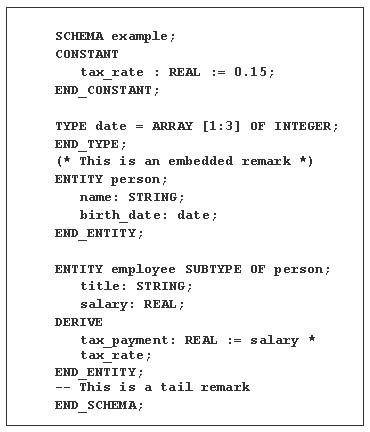 SCHEMA example;
CONSTANT
tax_rate : REAL := 0.15;
END_CONSTANT;
TYPE date = ARRAY [1:3] OF INTEGER;
END_TYPE;
(* This is an embedded remark *)
ENTITY person;
name: STRING;
birth_date: date;
END_ENTITY;
ENTITY employee SUBTYPE OF person;
title: STRING;
salary: REAL;
DERIVE
tax_payment: REAL := salary *
tax_rate;
END_ENTITY;
-- This is a tail remark
END_SCHEMA;